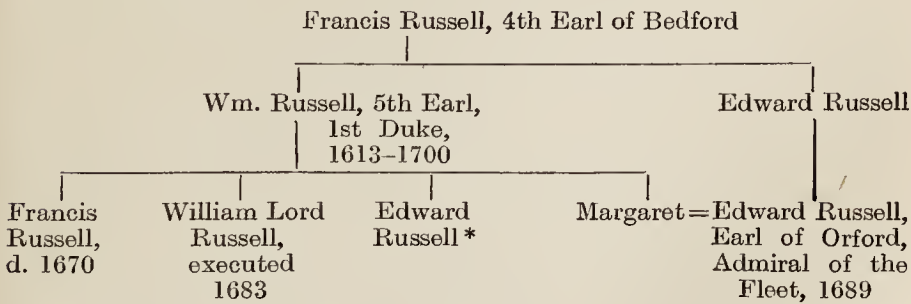 Francis Russell, 4th Earl of Bedford
Wm. Russell, 5th Earl,
1st Duke,
1613–1700
Edward Russell
Francis
Russell,
d. 1670
William Lord
Russell,
executed
1683
Edward
Russell*
Margaret=Edward Russell,
Earl of Orford,
Admiral of the
Fleet, 1689